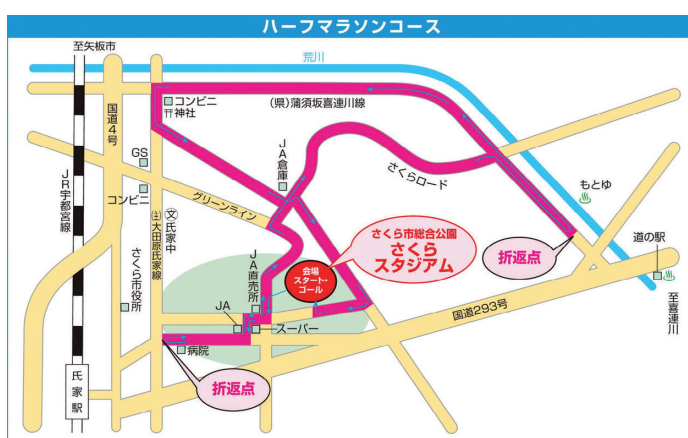 ハーフマラソンコース
至矢板市
荒川
国道4号
コンビニ
神社
(県)蒲須坂喜連川線
JA倉庫
GS
さくらロード
コンビニ
グリーンライン
もとゆ
JR宇都宮線
㊉大田原氏家線
文 氏家中
さくら市総合公園
さくら
スタジアム
折返点
道の駅
さくら市役所
JA直売所
会場
スタート・
ゴール
至喜連川
国道293号
JA
スーパー
病院
折返点
氏家駅